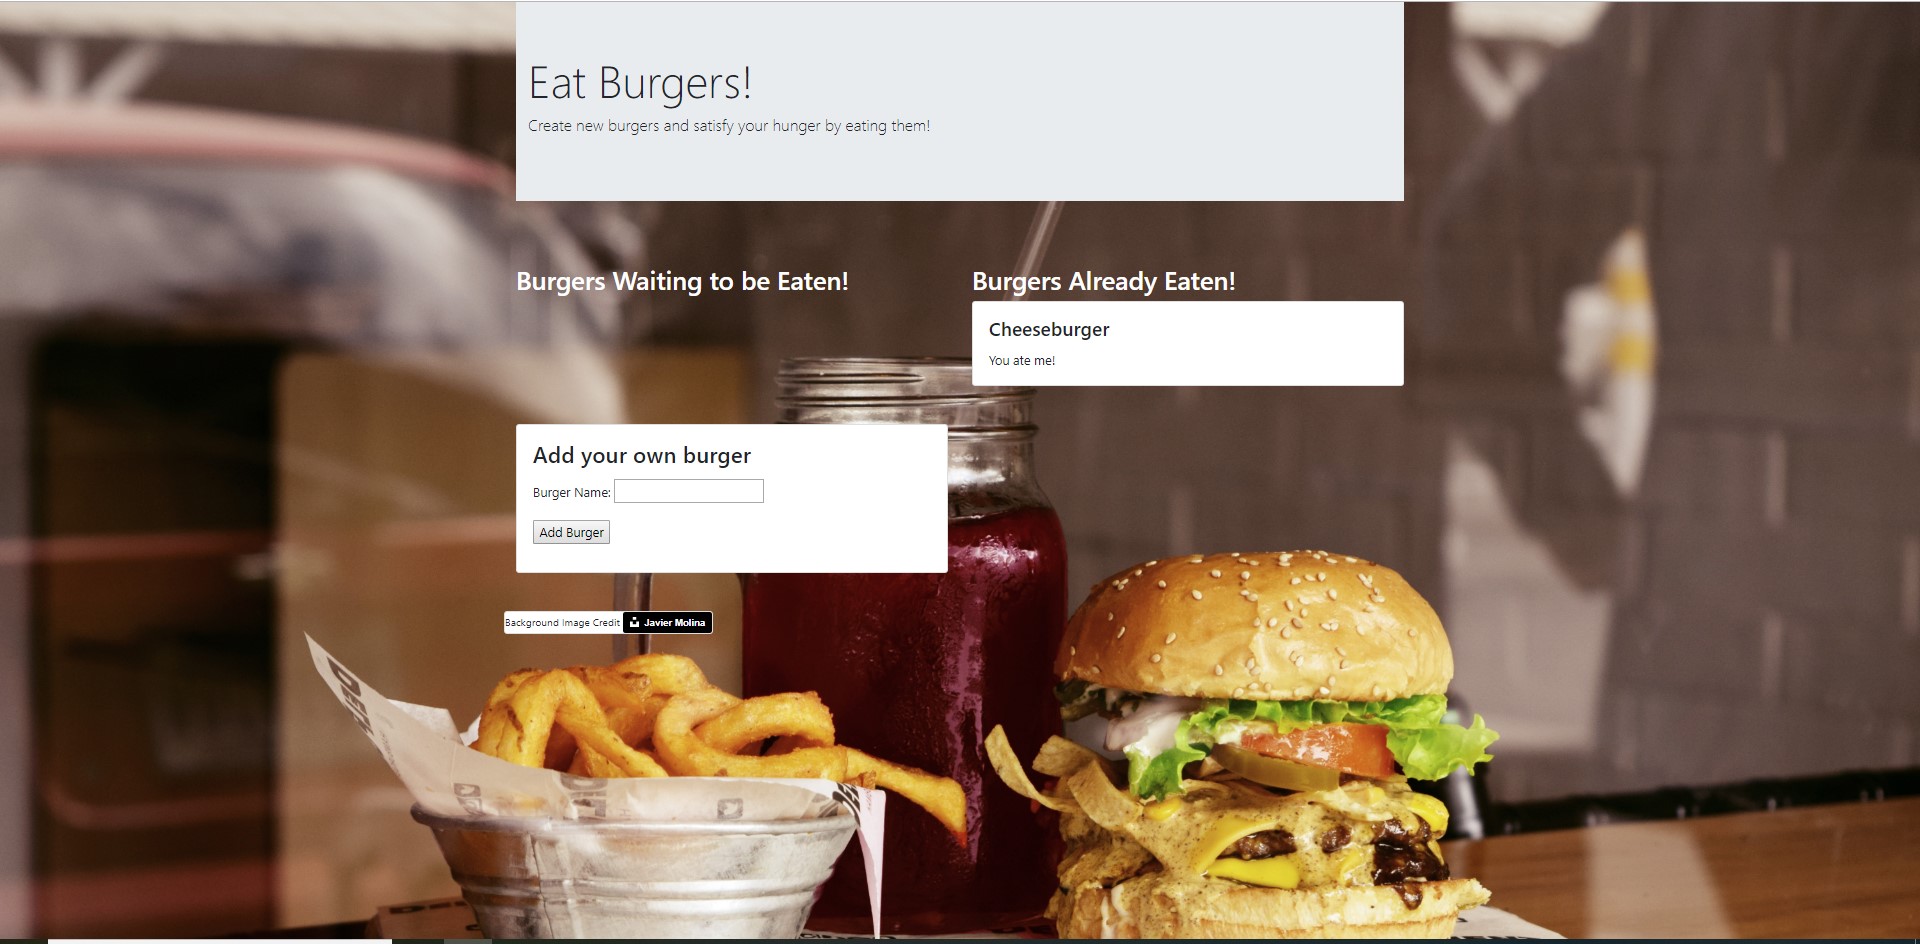 Eat Burgers!
Create new burgers and satisfy your hunger by eating them!
Burgers Waiting to be Eaten!
Burgers Already Eaten!
Cheeseburger
You ate me!
Add your own burger
Burger Name:
Add Burger
Background Image Credit Javier Molina